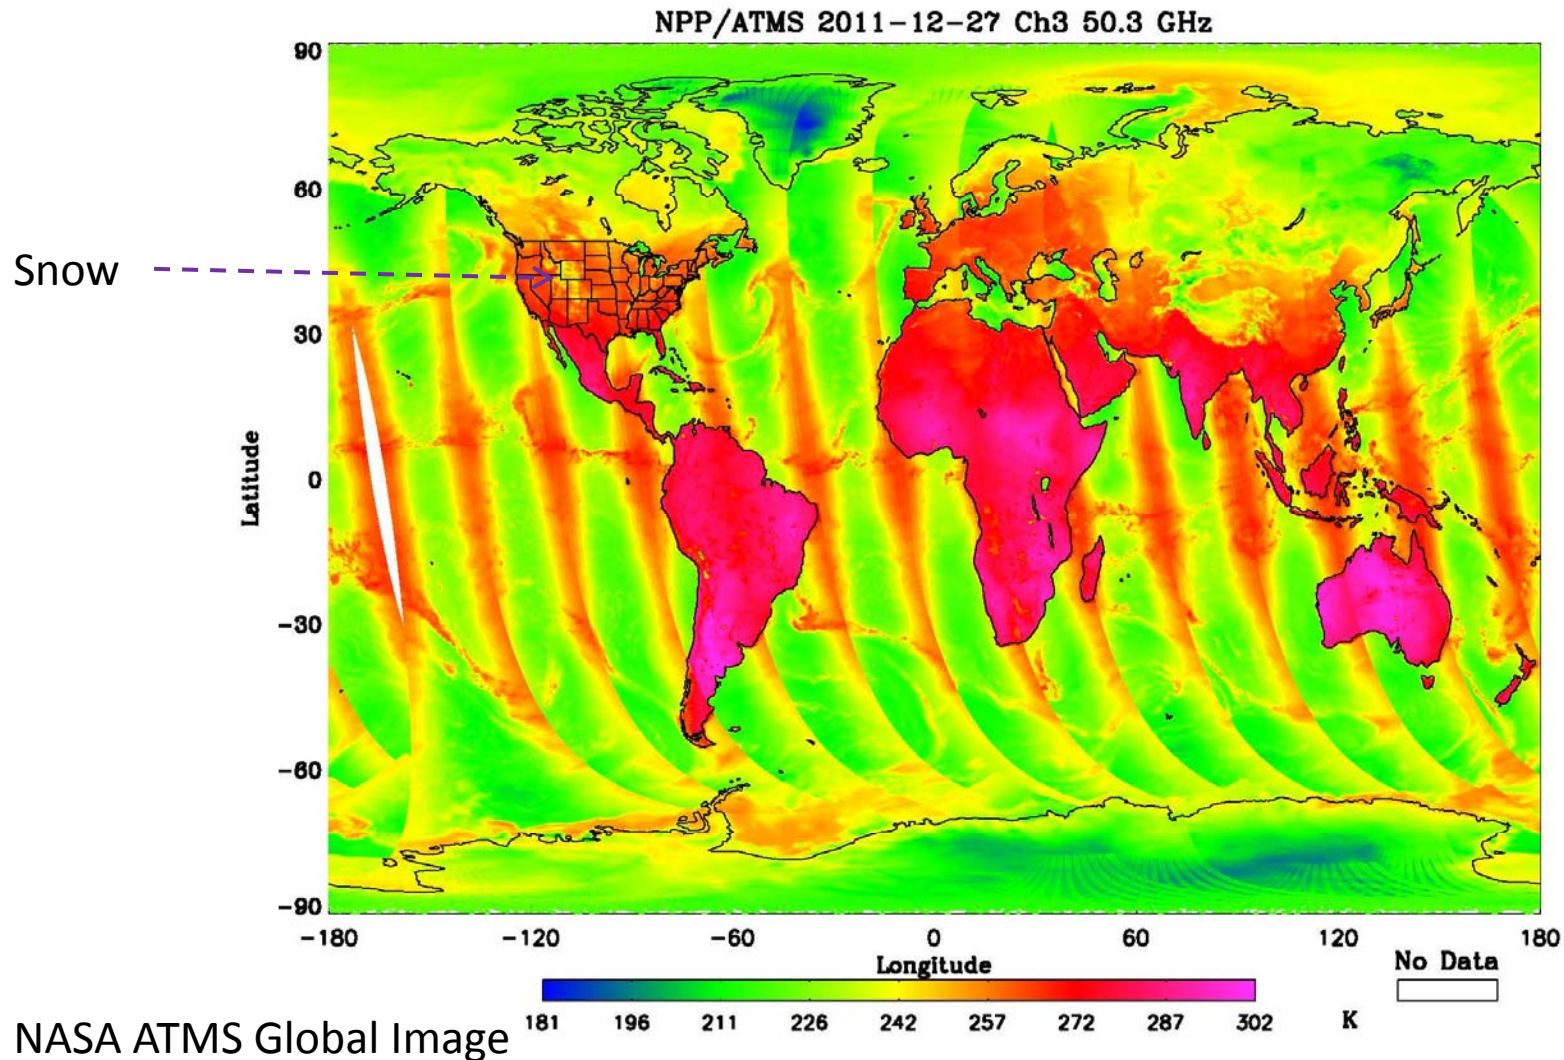 NPP/ATMS 2011-12-27 Ch3 50.3 GHz
90
60
30
0
-30
-60
-90
Latitude
Snow
-180 -120 -60 0 60 120 180
Longitude
No Data
181 196 211 226 242 257 272 287 302 K
NASA ATMS Global Image